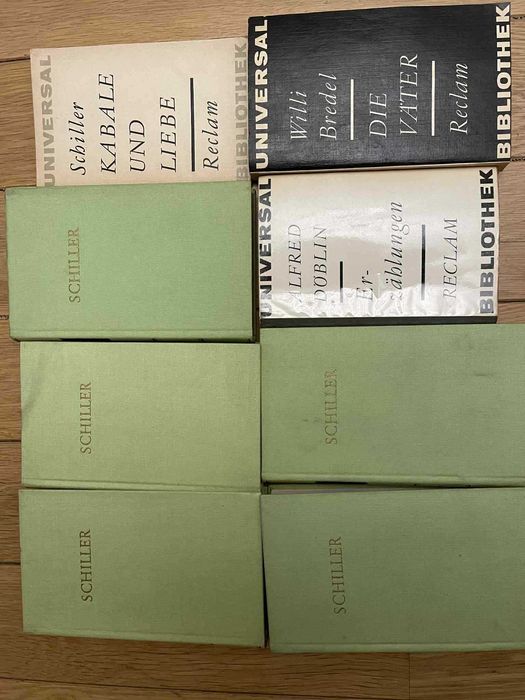 UNIVERSAL
Schiller
KABALE
UND
LIEBE
Reclam
BIBLIOTHEK
UNIVERSAL
Willi
Bredel
DIE
VÄTER
Reclam
BIBLIOTHEK
UNIVERSAL
ALFRED
DÖBLIN
Er-
zählungen
RECLAM
BIBLIOTHEK
SCHILLER
SCHILLER
SCHILLER
SCHILLER
SCHILLER